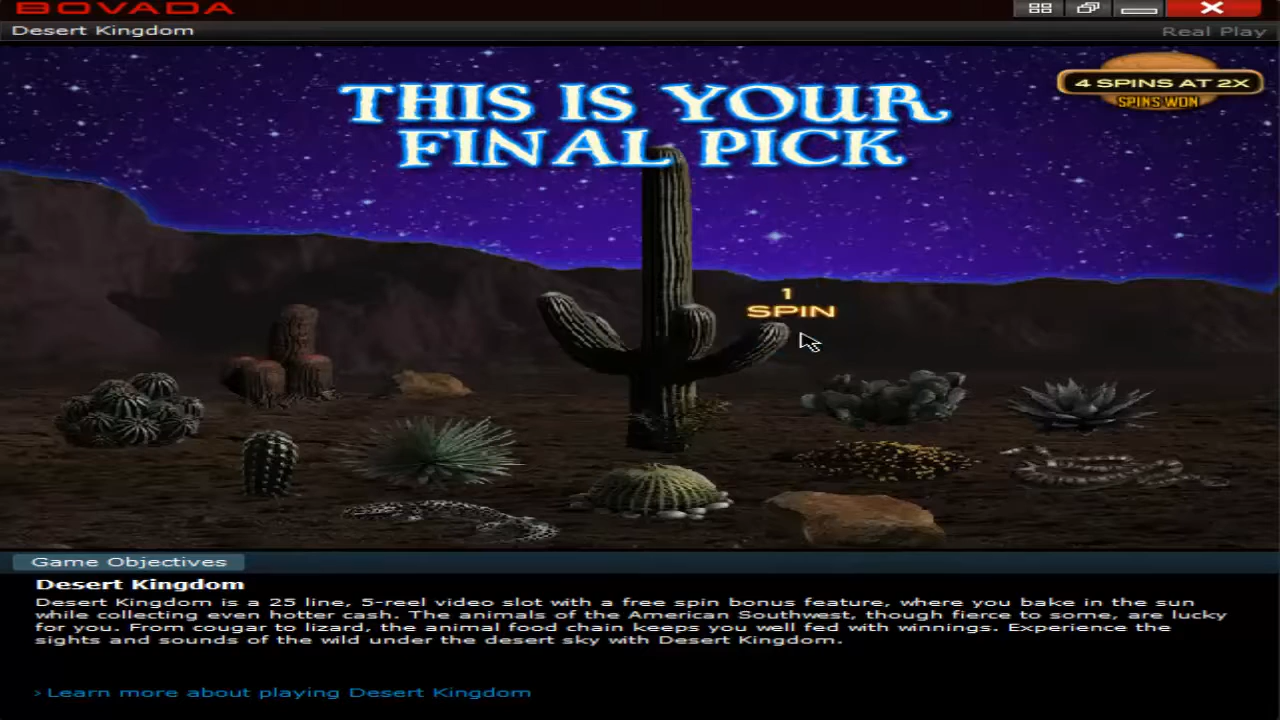 BOVADA
Desert Kingdom
Real Play
4 SPINS AT 2X
SPINS WON
THIS IS YOUR
FINAL PICK
1
SPIN
Game Objectives
Desert Kingdom
Desert Kingdom is a 25 line, 5-reel video slot with a free spin bonus feature, where you bake in the sun
while collecting even hotter cash. The animals of the American Southwest, though fierce to some, are lucky
for you. From cougar to lizard, the animal food chain keeps you well fed with winnings. Experience the
sights and sounds of the wild under the desert sky with Desert Kingdom.
› Learn more about playing Desert Kingdom